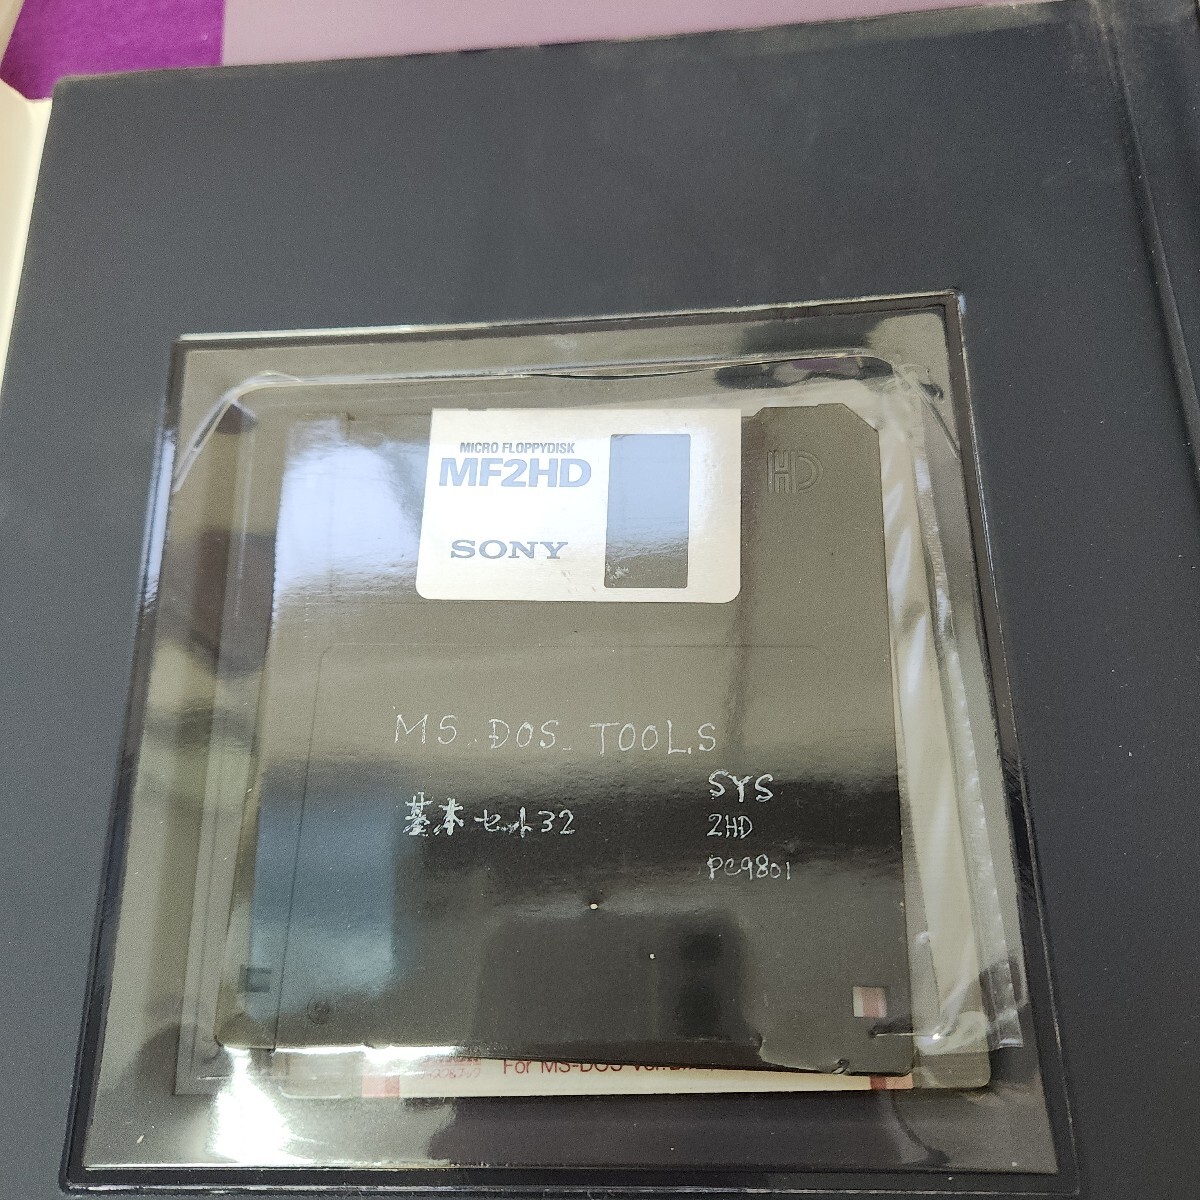 MICRO FLOPPYDISK
MF2HD
HD
SONY
MS-DOS TOOLS
SYS
基本セット32
2HD
PC9801
For MS-DOS